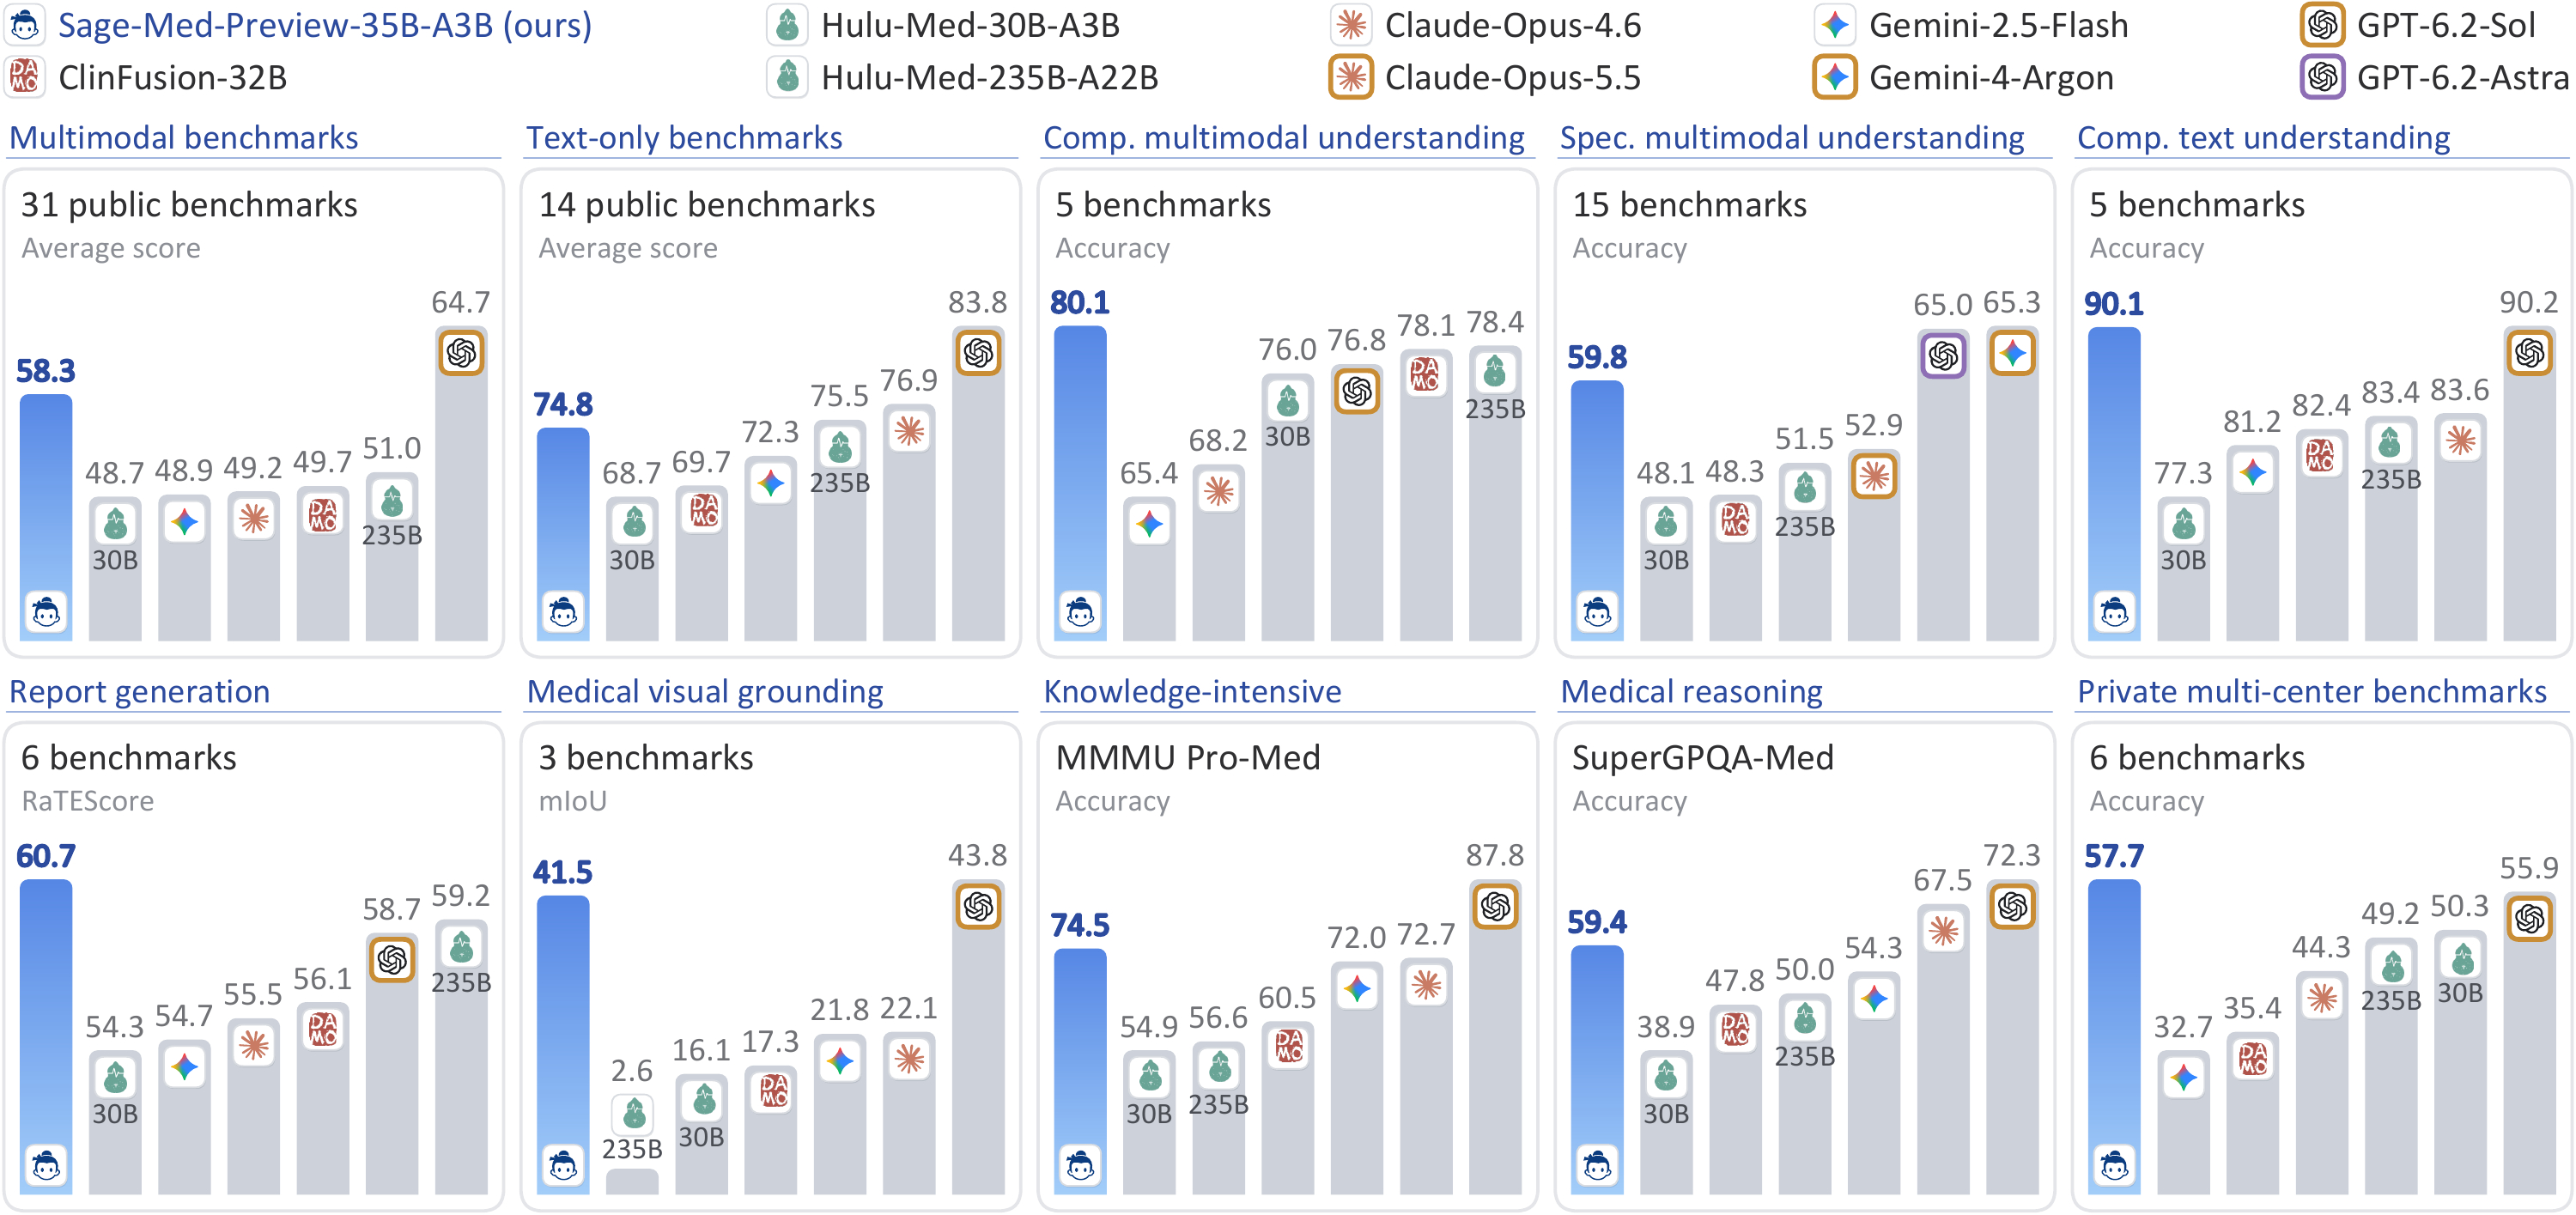 Sage-Med-Preview-35B-A3B (ours)
Hulu-Med-30B-A3B
Claude-Opus-4.6
Gemini-2.5-Flash
GPT-6.2-Sol
DAMO
ClinFusion-32B
Hulu-Med-235B-A22B
Claude-Opus-5.5
Gemini-4-Argon
GPT-6.2-Astra
Multimodal benchmarks
31 public benchmarks
Average score
58.3
48.7
30B
48.9
49.2
49.7
DAMO
51.0
235B
64.7
Text-only benchmarks
14 public benchmarks
Average score
74.8
68.7
30B
69.7
DAMO
72.3
75.5
235B
76.9
83.8
Comp. multimodal understanding
5 benchmarks
Accuracy
80.1
65.4
68.2
76.0
30B
76.8
78.1
DAMO
78.4
235B
Spec. multimodal understanding
15 benchmarks
Accuracy
59.8
48.1
30B
48.3
DAMO
51.5
235B
52.9
65.0
65.3
Comp. text understanding
5 benchmarks
Accuracy
90.1
77.3
30B
81.2
82.4
DAMO
83.4
235B
83.6
90.2
Report generation
6 benchmarks
RaTEScore
60.7
54.3
30B
54.7
55.5
56.1
DAMO
58.7
59.2
235B
Medical visual grounding
3 benchmarks
mIoU
41.5
2.6
235B
16.1
30B
17.3
DAMO
21.8
22.1
43.8
Knowledge-intensive
MMMU Pro-Med
Accuracy
74.5
54.9
30B
56.6
235B
60.5
DAMO
72.0
72.7
87.8
Medical reasoning
SuperGPQA-Med
Accuracy
59.4
38.9
30B
47.8
DAMO
50.0
235B
54.3
67.5
72.3
Private multi-center benchmarks
6 benchmarks
Accuracy
57.7
32.7
35.4
DAMO
44.3
49.2
235B
50.3
30B
55.9